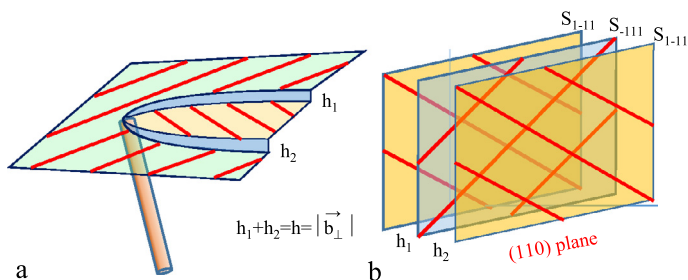 h₁
h₂
h₁+h₂=h=|b⃗⊥|
a
S₁₋₁₁
S₋₁₁₁
S₁₋₁₁
h₁
h₂
(110) plane
b